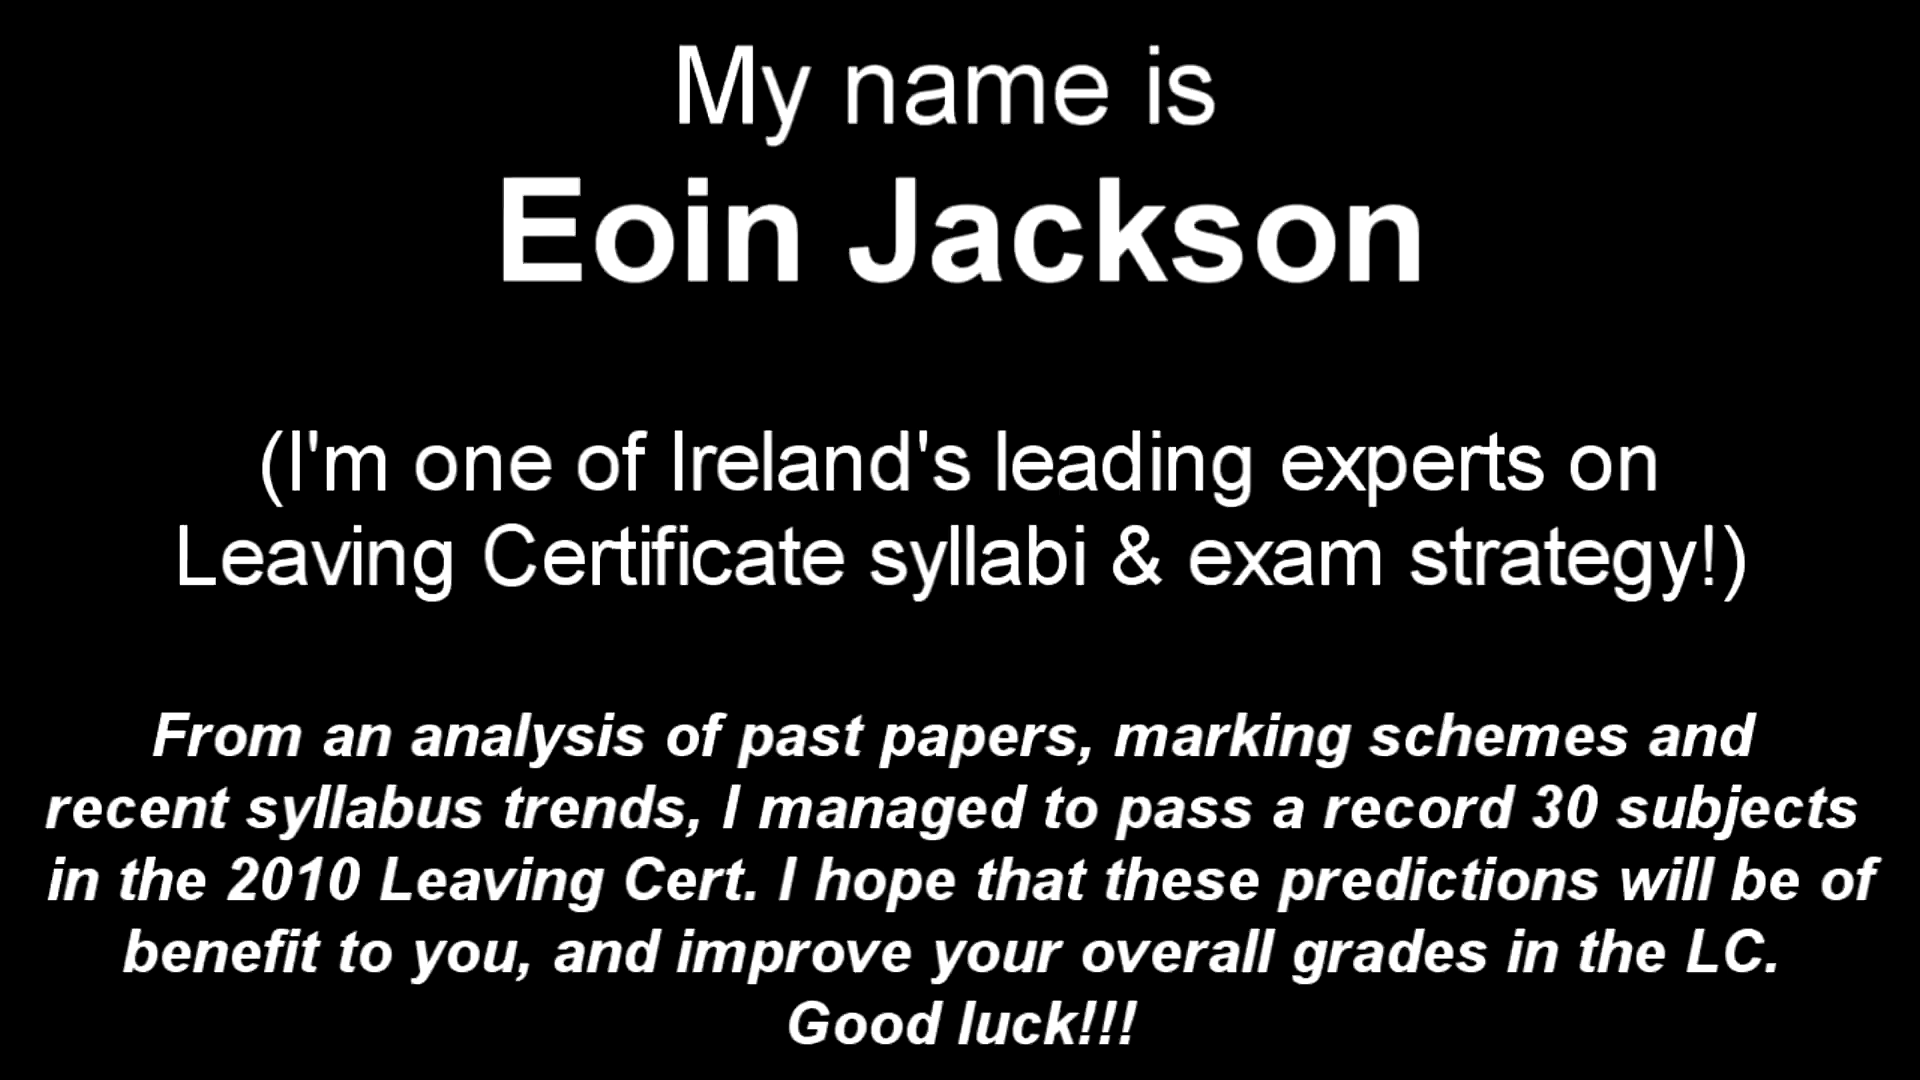 My name is
Eoin Jackson
(I'm one of Ireland's leading experts on
Leaving Certificate syllabi & exam strategy!)
From an analysis of past papers, marking schemes and
recent syllabus trends, I managed to pass a record 30 subjects
in the 2010 Leaving Cert. I hope that these predictions will be of
benefit to you, and improve your overall grades in the LC.
Good luck!!!